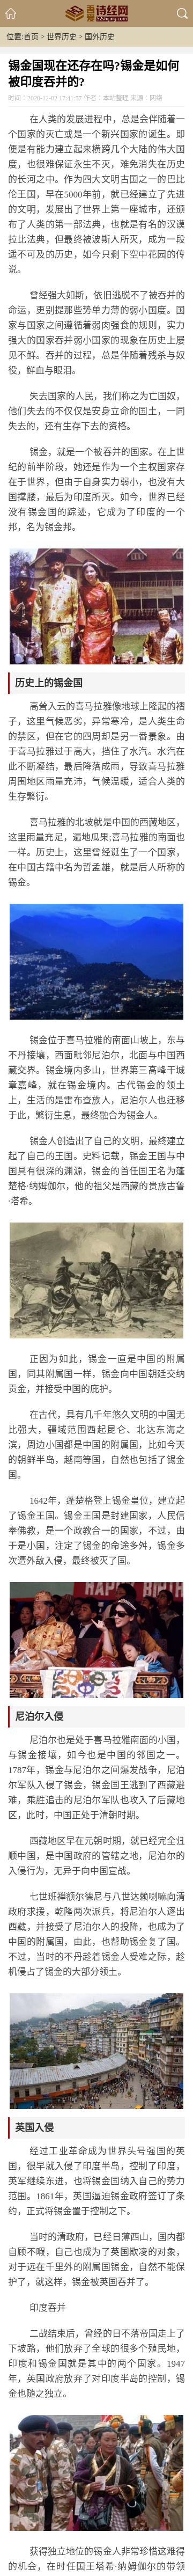 诗经网
位置:首页 > 世界历史 > 国外历史
锡金国现在还存在吗?锡金是如何
被印度吞并的?
时间：2020-12-02 17:41:57 作者：本站整理 来源：网络
在人类的发展进程中，总是会伴随着一
个国家的灭亡或是一个新兴国家的诞生。即
便是有能力建立起来横跨几个大陆的伟大国
度，也很难保证永生不灭，难免消失在历史
的长河之中。作为四大文明古国之一的巴比
伦王国，早在5000年前，就已经建立了先进
的文明，发展出了世界上第一座城市，还颁
布了人类的第一部法典，也就是有名的汉谟
拉比法典，但最终被波斯人所灭，成为一段
遥不可及的历史，如今只剩下空中花园的传
说。
曾经强大如斯，依旧逃脱不了被吞并的
命运，更别提那些势单力薄的弱小国度。国
家与国家之间遵循着弱肉强食的规则，实力
强大的国家吞并弱小国家的现象在历史上屡
见不鲜。吞并的过程，总是伴随着残杀与奴
役，鲜血与眼泪。
失去国家的人民，我们称之为亡国奴，
他们失去的不仅仅是安身立命的国土，一同
失去的，还有生存下去的资格。
锡金，就是一个被吞并的国家。在上世
纪的前半阶段，她还是作为一个主权国家存
在于世界，但由于自身实力弱小，也没有大
国撑腰，最后为印度所灭。如今，世界已经
没有锡金国的踪迹，它成为了印度的一个
邦，名为锡金邦。
历史上的锡金国
高耸入云的喜马拉雅像地球上隆起的褶
子，这里气候恶劣，异常寒冷，是人类生命
的禁区，但在它的四周却是另一番景象。由
于喜马拉雅过于高大，挡住了水汽。水汽在
此不断凝结，最后降落成雨，导致喜马拉雅
周围地区雨量充沛，气候温暖，适合人类的
生存繁衍。
喜马拉雅的北坡就是中国的西藏地区，
这里雨量充足，遍地瓜果;喜马拉雅的南面也
一样。历史上，这里曾经诞生了一个国家，
在中国古籍中名为哲孟雄，就是后人所称的
锡金。
锡金位于喜马拉雅的南面山坡上，东与
不丹接壤，西面毗邻尼泊尔，北面与中国西
藏交界。锡金境内多山，世界第三高峰干城
章嘉峰，就在锡金境内。古代锡金的领土
上，生活的是雷布查族人，尼泊尔人也迁移
于此，繁衍生息，最终融合为锡金人。
锡金人创造出了自己的文明，最终建立
起了自己的王国。史料记载，锡金王国与中
国具有很深的渊源，锡金的首任国王名为蓬
楚格·纳姆伽尔，他的祖父是西藏的贵族古鲁
·塔希。
正因为如此，锡金一直是中国的附属
国，同其附属国一样，锡金向中国朝廷交纳
贡金，并接受中国的庇护。
在古代，具有几千年悠久文明的中国无
比强大，疆域范围西起昆仑、北达东海之
滨，周边小国都是中国的附属国，比如今天
的朝鲜半岛，越南等国，自然也包括了锡金
国。
1642年，蓬楚格登上锡金皇位，建立起
了锡金王国。锡金王国是封建国家，人民信
奉佛教，是一个政教合一的国家，不过，由
于是小国，注定了锡金的命途多舛，锡金多
次遭外敌入侵，最终被灭了国。
尼泊尔入侵
尼泊尔也是处于喜马拉雅南面的小国，
与锡金接壤，如今也是中国的邻国之一。
1787年，锡金与尼泊尔之间爆发战争，尼泊
尔军队入侵了锡金，锡金国王逃到了西藏避
难，乘胜追击的尼泊尔军队也攻入了后藏地
区，此时，中国正处于清朝时期。
西藏地区早在元朝时期，就已经完全归
顺中国，是中国政府的管辖之地，尼泊尔的
入侵行为，无异于向中国宣战。
七世班禅额尔德尼与八世达赖喇嘛向清
政府求援，乾隆两次派兵，将尼泊尔人逐出
西藏，并接受了尼泊尔人的投降，也成为了
中国的附属国，由此，也帮助锡金复了国。
不过，当时的不丹趁着锡金人受难之际，趁
机侵占了锡金的大部分领土。
英国入侵
经过工业革命成为世界头号强国的英
国，很早就入侵了印度半岛，控制了印度，
英军继续东进，也将锡金国纳入自己的势力
范围。1861年，英国逼迫锡金政府签订了条
约，正式将锡金置于控制之下。
当时的清政府，已经日薄西山，国内都
自顾不暇，自己也成为了英国欺凌的对象，
对于远在千里外的附属国锡金，自然不能保
护了，就这样，锡金被英国吞并了。
印度吞并
二战结束后，曾经的日不落帝国走上了
下坡路，他们放弃了全球的很多个殖民地，
印度和锡金国就是其中的两个国家。1947
年，英国政府放弃了对印度半岛的控制，锡
金也随之独立。
获得独立地位的锡金人非常珍惜这难得
的机会，在时任国王塔希·纳姆伽尔的带领